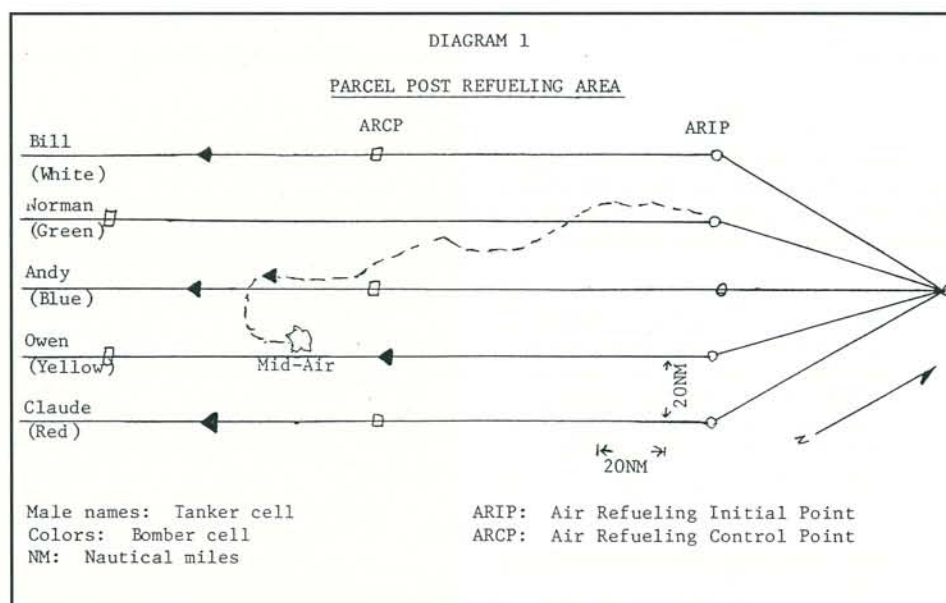 DIAGRAM 1
PARCEL POST REFUELING AREA
ARCP
ARIP
Bill
(White)
Norman
(Green)
Andy
(Blue)
Owen
(Yellow)
Mid-Air
20NM
Claude
(Red)
20NM
N
Male names: Tanker cell
Colors: Bomber cell
NM: Nautical miles
ARIP: Air Refueling Initial Point
ARCP: Air Refueling Control Point